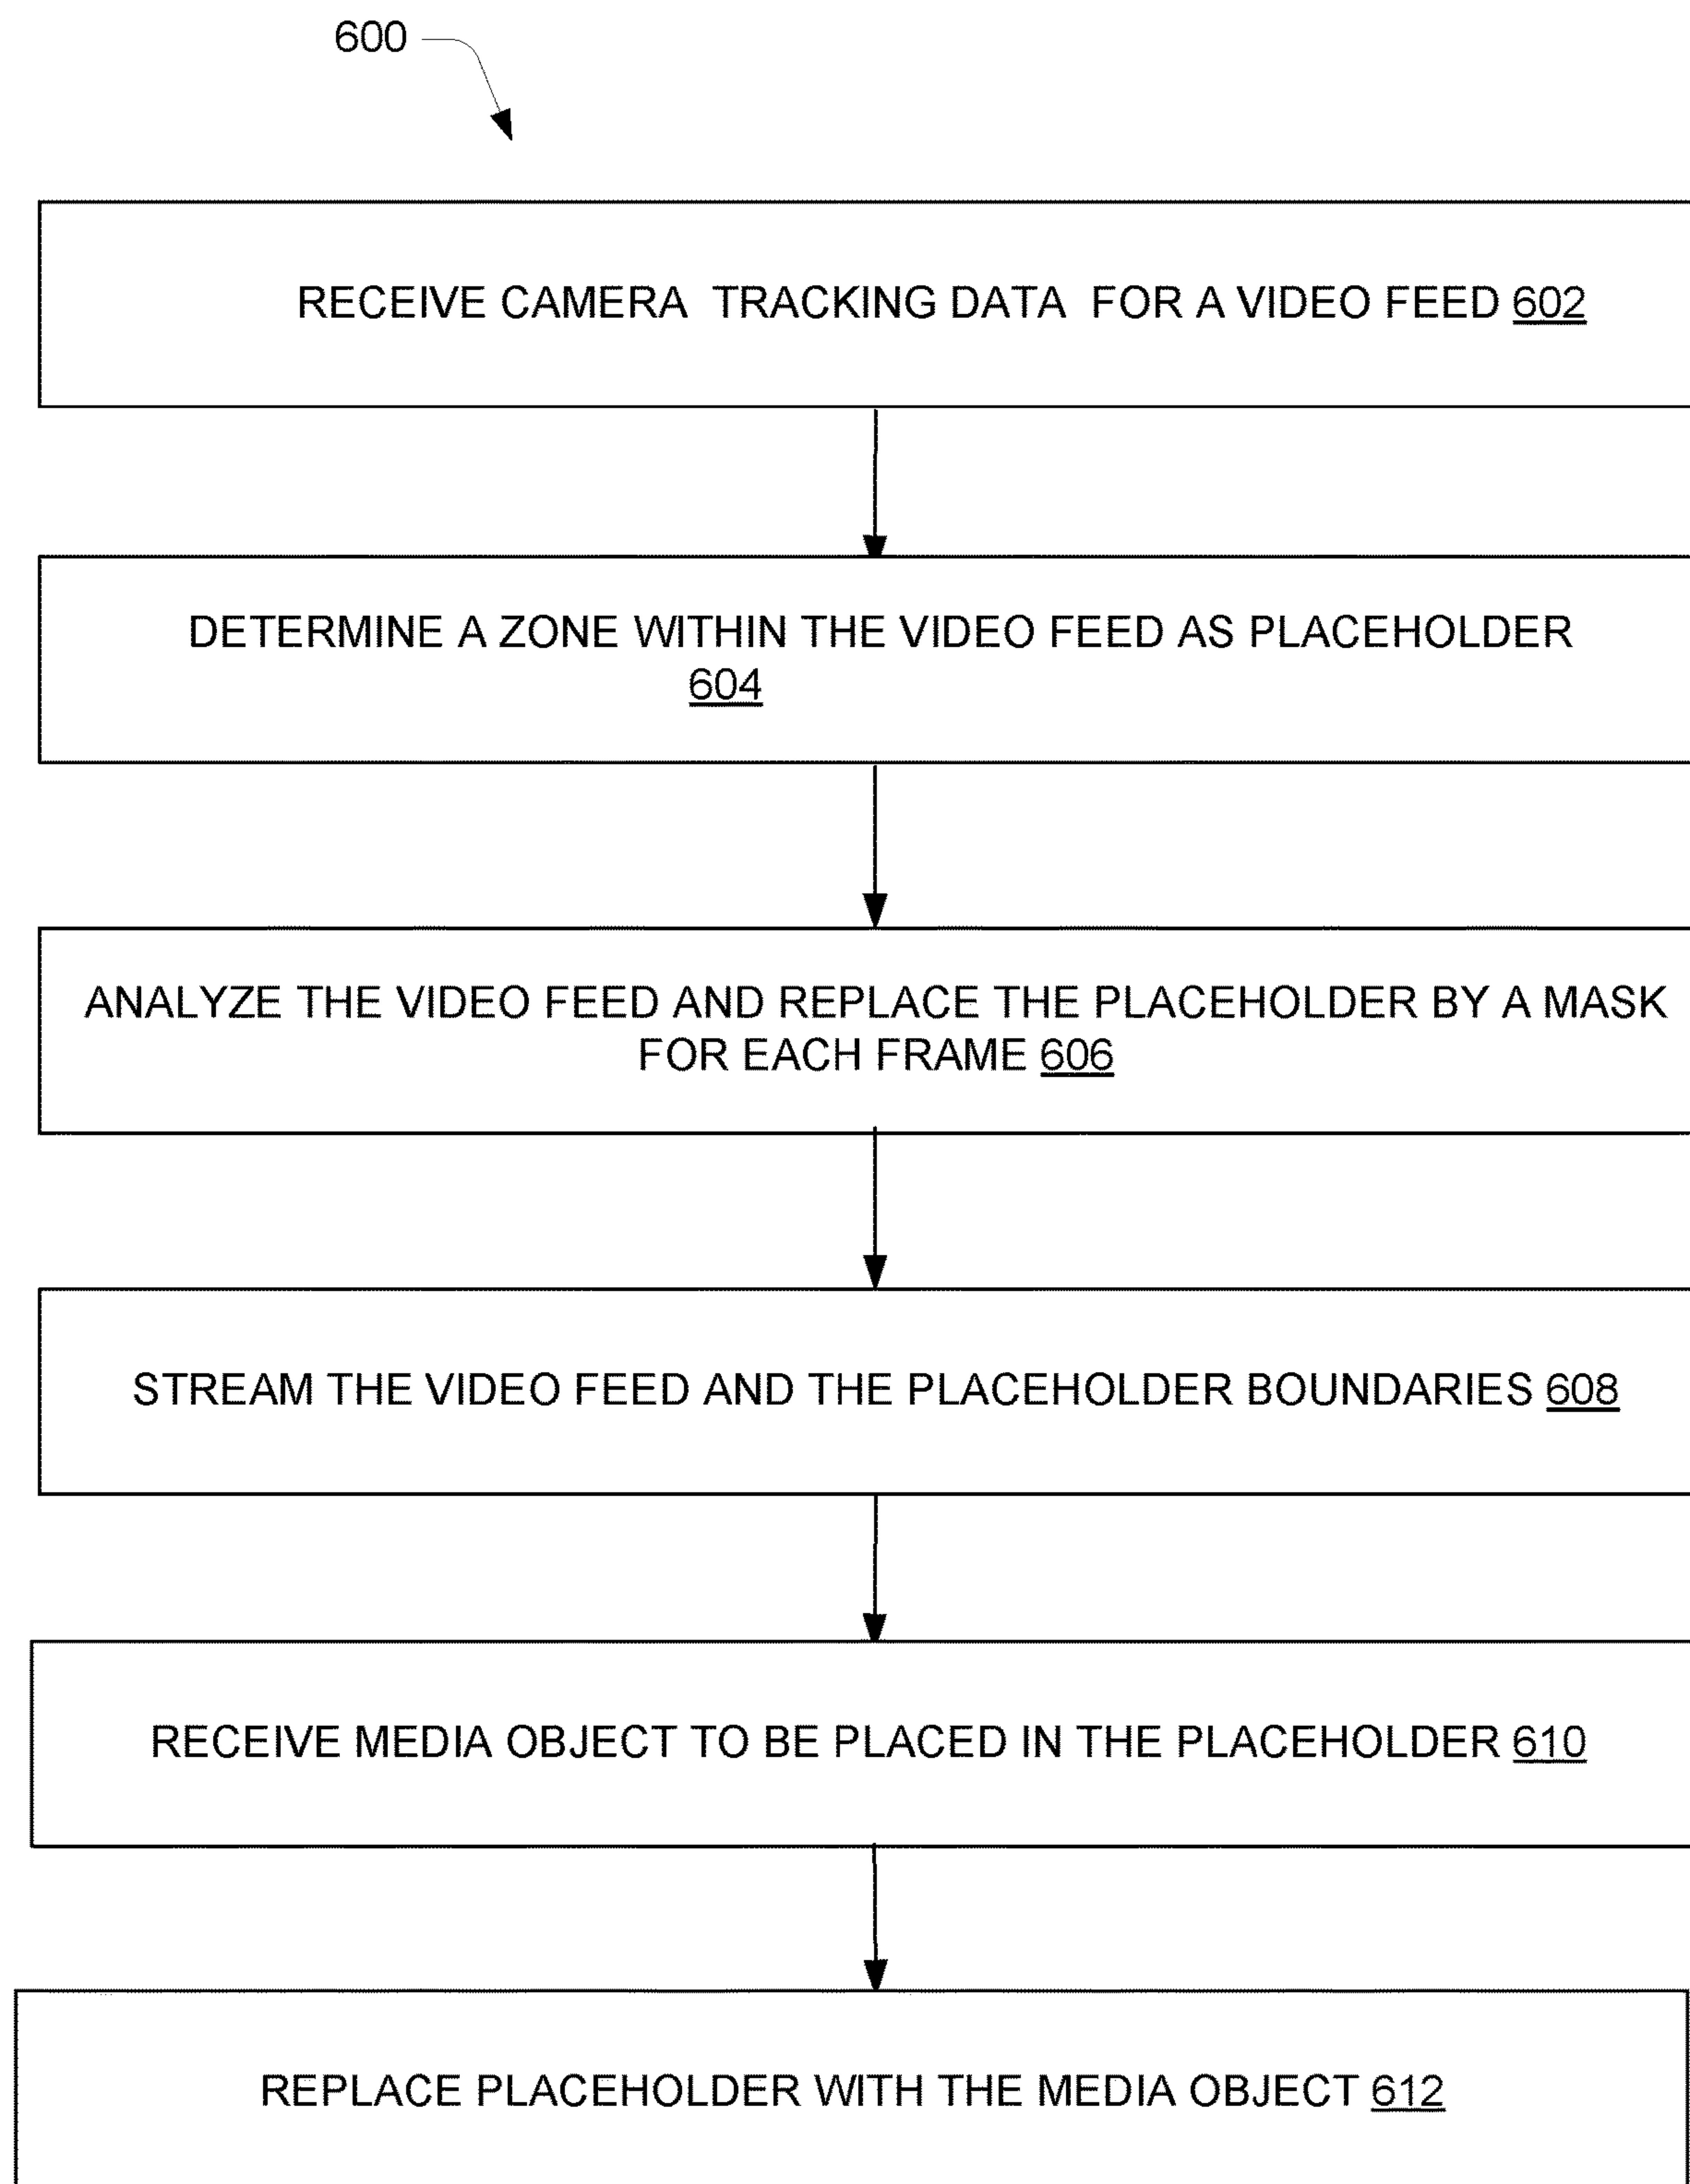 600
RECEIVE CAMERA TRACKING DATA FOR A VIDEO FEED 602
DETERMINE A ZONE WITHIN THE VIDEO FEED AS PLACEHOLDER
604
ANALYZE THE VIDEO FEED AND REPLACE THE PLACEHOLDER BY A MASK
FOR EACH FRAME 606
STREAM THE VIDEO FEED AND THE PLACEHOLDER BOUNDARIES 608
RECEIVE MEDIA OBJECT TO BE PLACED IN THE PLACEHOLDER 610
REPLACE PLACEHOLDER WITH THE MEDIA OBJECT 612